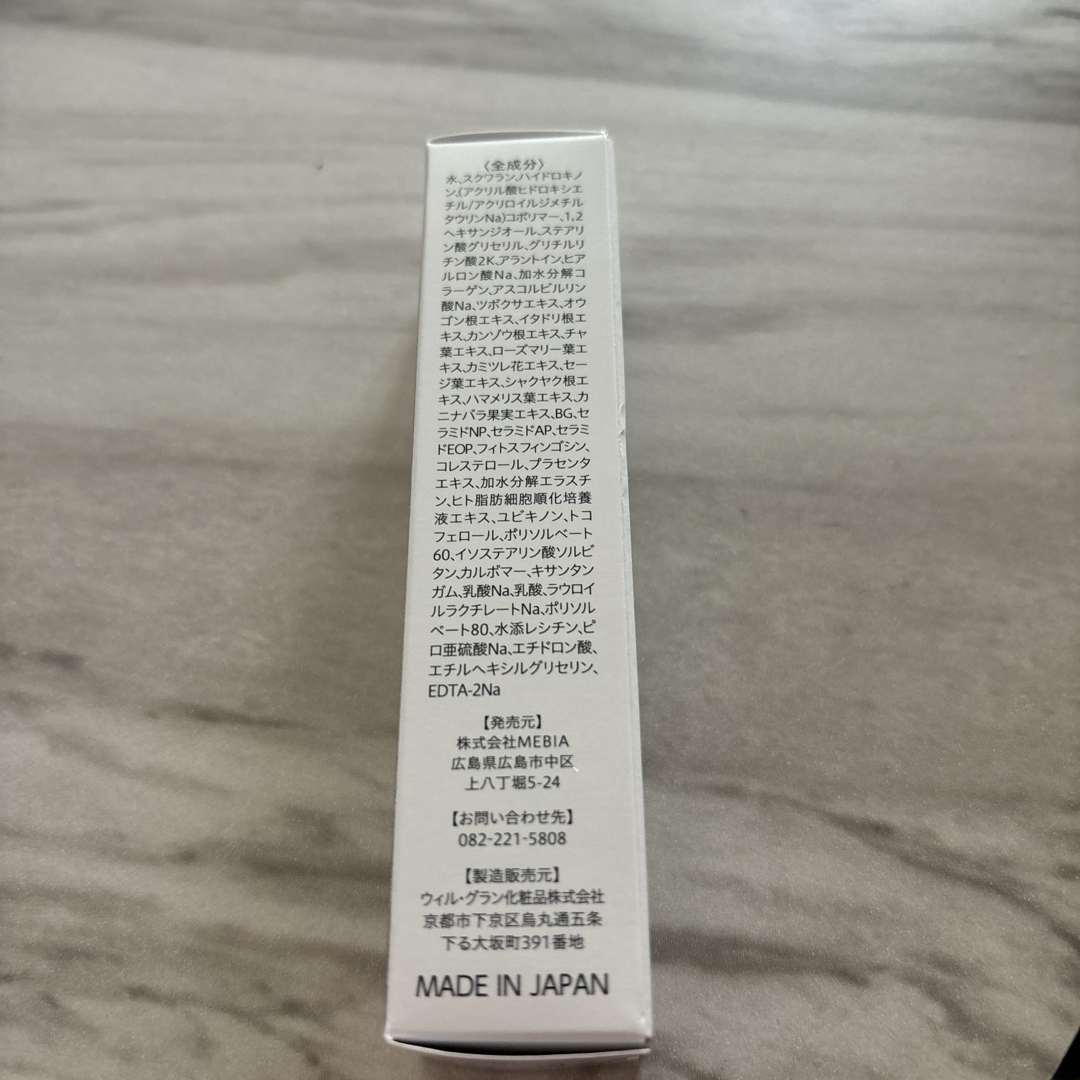 〈全成分〉
水、スクワラン、ハイドロキノ
ン、(アクリル酸ヒドロキシエ
チル/アクリロイルジメチル
タウリンNa)コポリマー、1,2
ヘキサンジオール、ステアリ
ン酸グリセリル、グリチルリ
チン酸2K、アラントイン、ヒア
ルロン酸Na、加水分解コ
ラーゲン、アスコルビルリン
酸Na、ツボクサエキス、オウ
ゴン根エキス、イタドリ根エ
キス、カンゾウ根エキス、チャ
葉エキス、ローズマリー葉エ
キス、カミツレ花エキス、セー
ジ葉エキス、シャクヤク根エ
キス、ハマメリス葉エキス、カ
ニナバラ果実エキス、BG、セ
ラミドNP、セラミドAP、セラミ
ドEOP、フィトスフィンゴシン、
コレステロール、プラセンタ
エキス、加水分解エラスチ
ン、ヒト脂肪細胞順化培養
液エキス、ユビキノン、トコ
フェロール、ポリソルベート
60、イソステアリン酸ソルビ
タン、カルボマー、キサンタン
ガム、乳酸Na、乳酸、ラウロイ
ルラクチレートNa、ポリソル
ベート80、水添レシチン、ピ
ロ亜硫酸Na、エチドロン酸、
エチルヘキシルグリセリン、
EDTA-2Na
【発売元】
株式会社MEBIA
広島県広島市中区
上八丁堀5-24
【お問い合わせ先】
082-221-5808
【製造販売元】
ウィル・グラン化粧品株式会社
京都市下京区烏丸通五条
下る大坂町391番地
MADE IN JAPAN